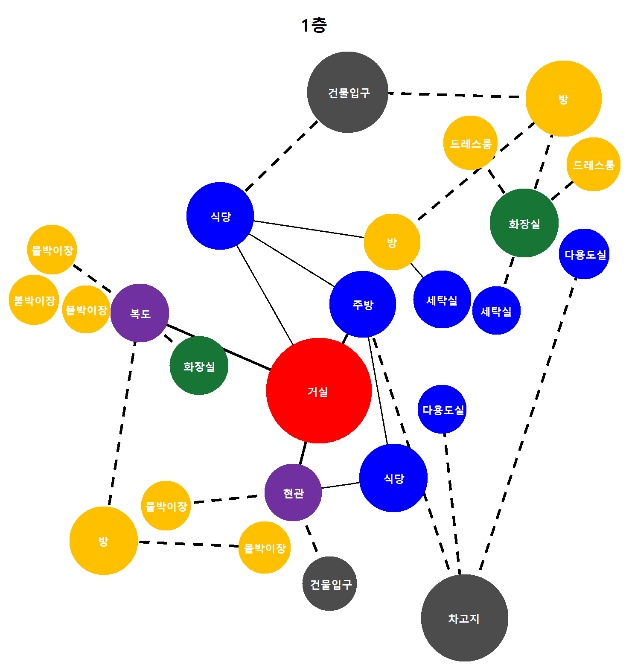 1층
건물입구
방
드레스룸
드레스룸
식당
화장실
방
붙박이장
다용도실
붙박이장
붙박이장
복도
주방
세탁실
세탁실
화장실
거실
다용도실
식당
현관
붙박이장
방
붙박이장
건물입구
차고지